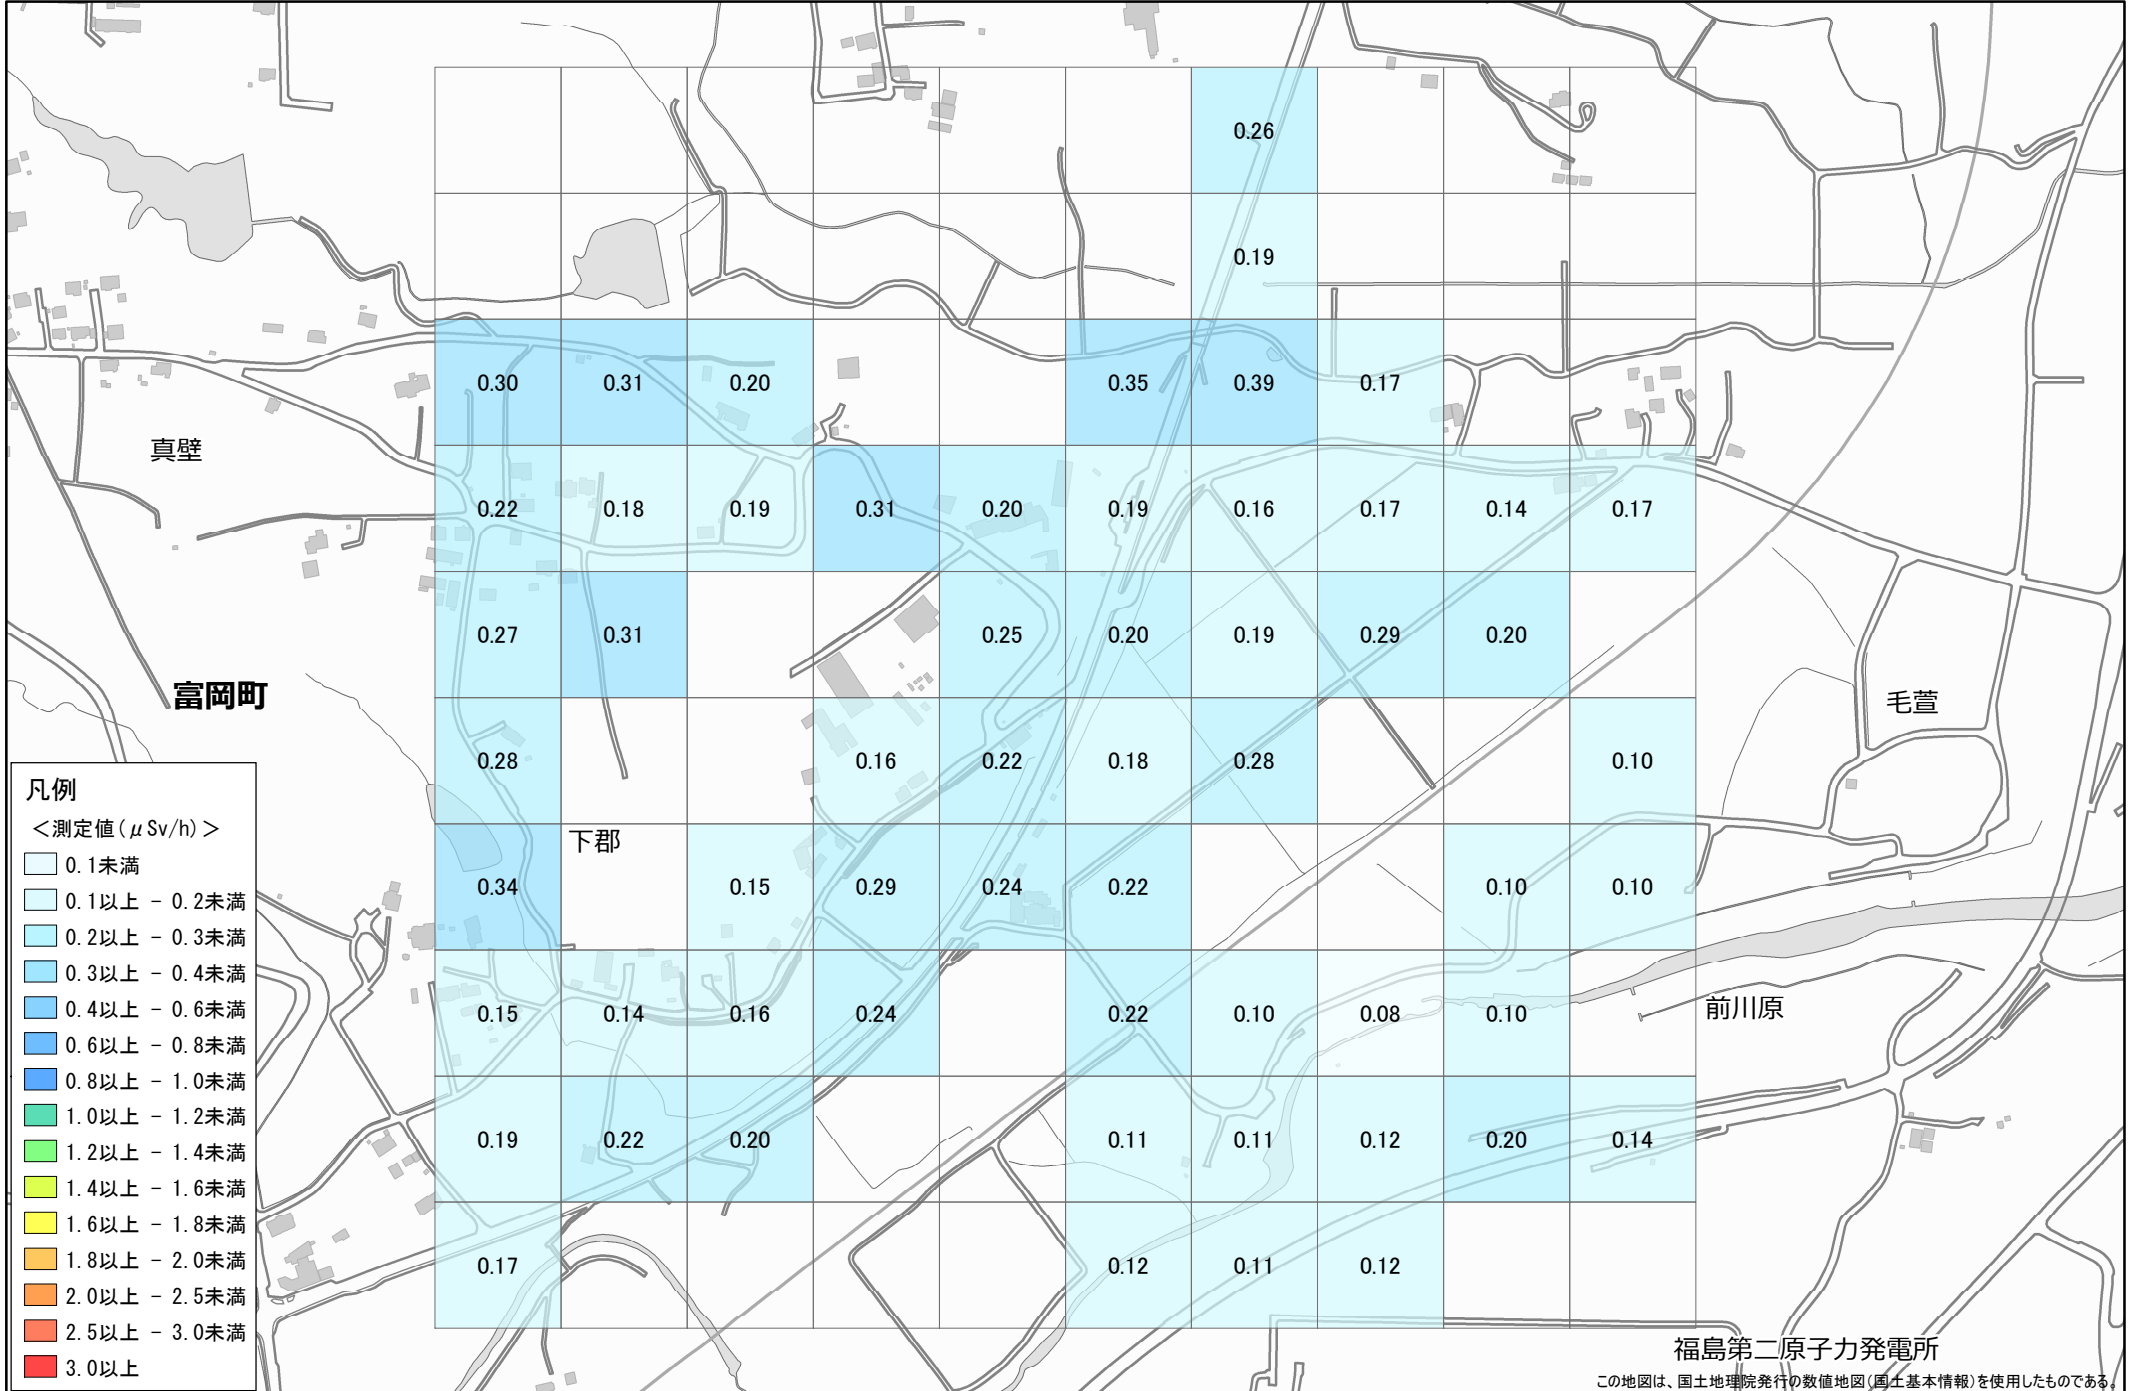 0.26
0.19
0.30 0.31 0.20 0.35 0.39 0.17
真壁
0.22 0.18 0.19 0.31 0.20 0.19 0.16 0.17 0.14 0.17
0.27 0.31 0.25 0.20 0.19 0.29 0.20
富岡町
毛萱
0.28 0.16 0.22 0.18 0.28 0.10
下郡
0.34 0.15 0.29 0.24 0.22 0.10 0.10
前川原
0.15 0.14 0.16 0.24 0.22 0.10 0.08 0.10
0.19 0.22 0.20 0.11 0.11 0.12 0.20 0.14
0.17 0.12 0.11 0.12
凡例
＜測定値(μSv/h)＞
0.1未満
0.1以上 - 0.2未満
0.2以上 - 0.3未満
0.3以上 - 0.4未満
0.4以上 - 0.6未満
0.6以上 - 0.8未満
0.8以上 - 1.0未満
1.0以上 - 1.2未満
1.2以上 - 1.4未満
1.4以上 - 1.6未満
1.6以上 - 1.8未満
1.8以上 - 2.0未満
2.0以上 - 2.5未満
2.5以上 - 3.0未満
3.0以上
福島第二原子力発電所
この地図は、国土地理院発行の数値地図(国土基本情報)を使用したものである。